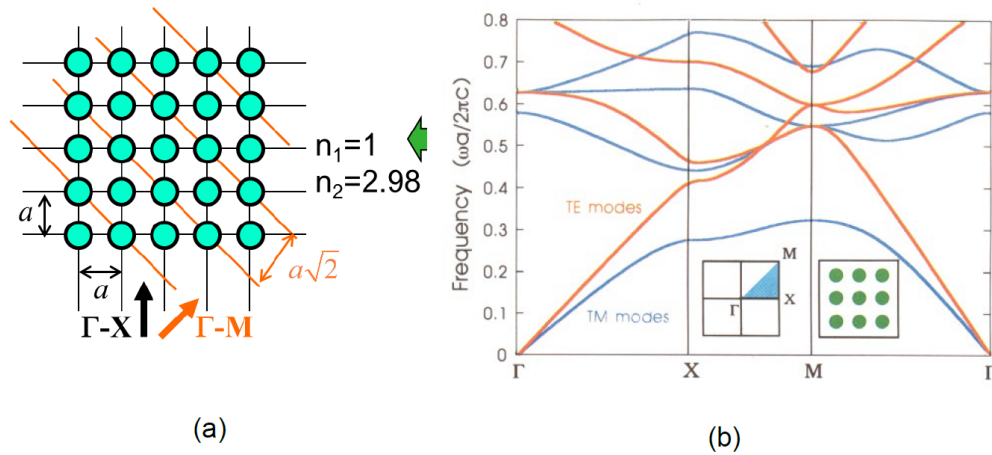 n₁=1
n₂=2.98
a
a
a√2
Γ-X
Γ-M
(a)
Frequency (ωa/2πc)
0.8
0.7
0.6
0.5
0.4
0.3
0.2
0.1
0
TE modes
TM modes
M
Γ
X
Γ
X
M
Γ
(b)